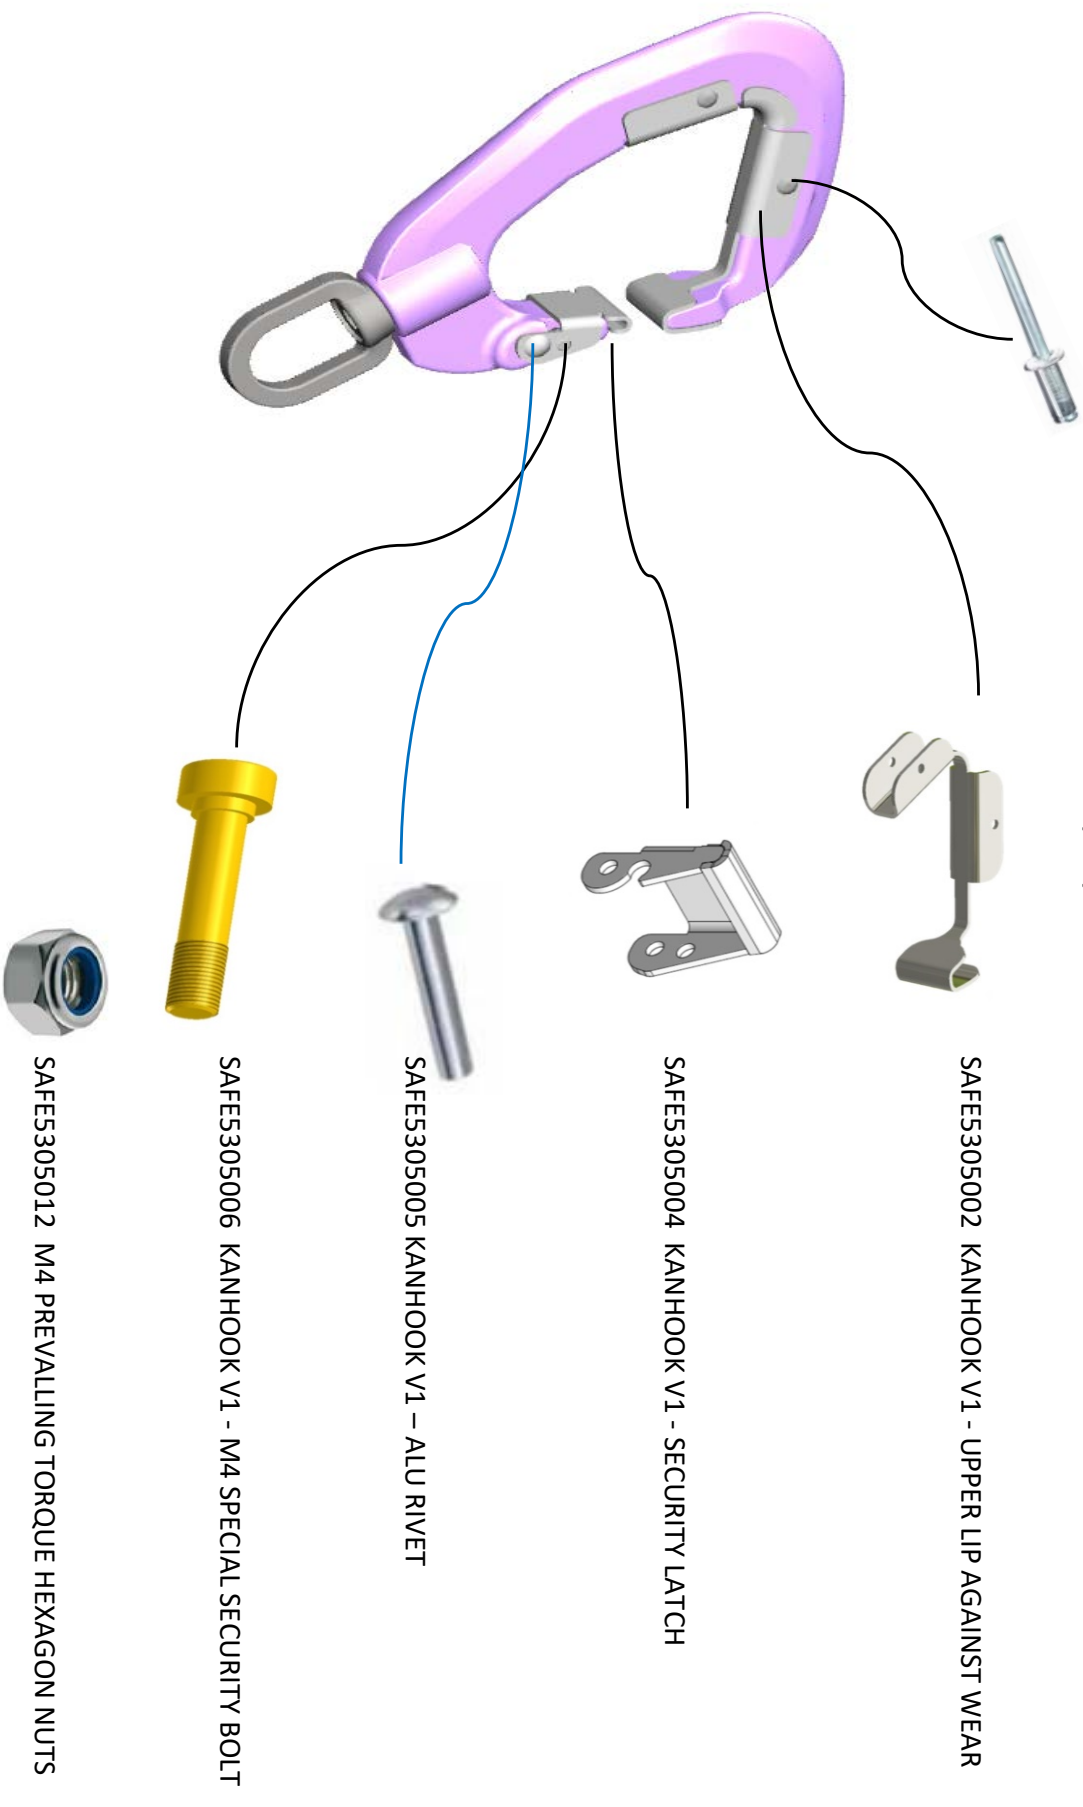 SAFE5305002 KANHOOK V1 - UPPER LIP AGAINST WEAR
SAFE5305004 KANHOOK V1 - SECURITY LATCH
SAFE5305005 KANHOOK V1 – ALU RIVET
SAFE5305006 KANHOOK V1 - M4 SPECIAL SECURITY BOLT
SAFE5305012 M4 PREVALLING TORQUE HEXAGON NUTS